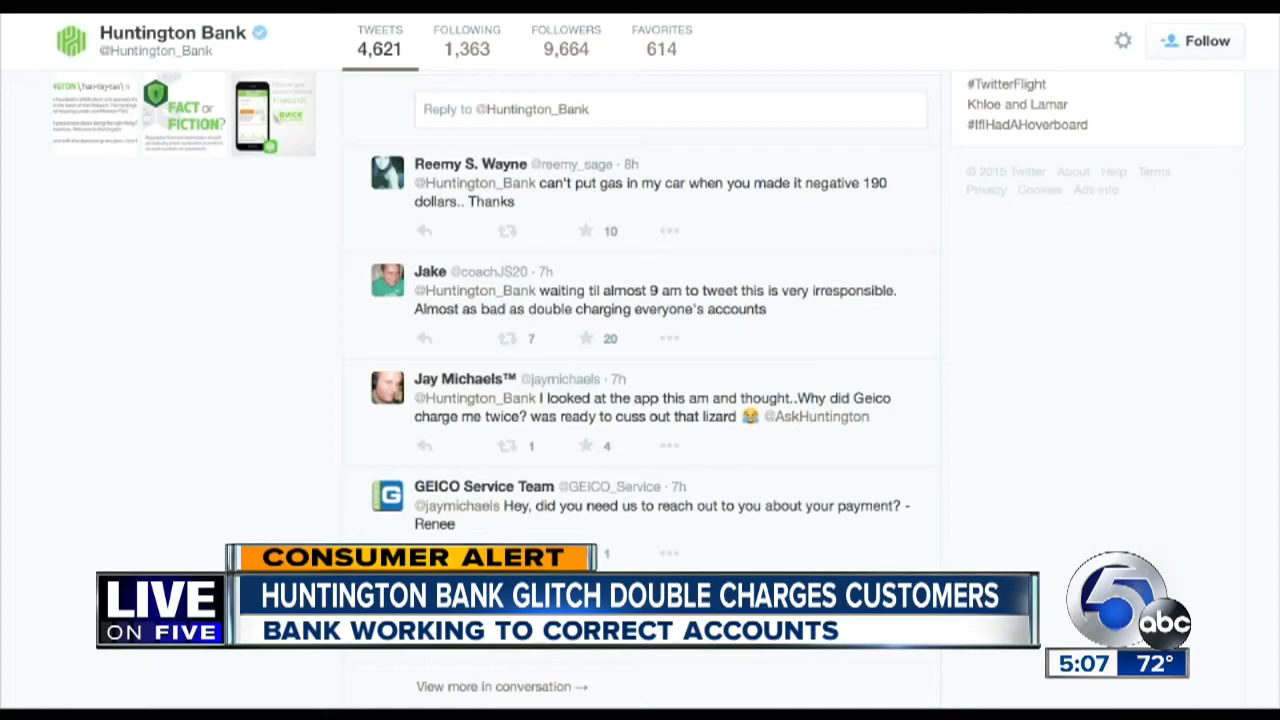 Huntington Bank
@Huntington_Bank
TWEETS
4,621
FOLLOWING
1,363
FOLLOWERS
9,664
FAVORITES
614
Follow
FACT or
FICTION?
QUICK
Reply to @Huntington_Bank
Reemy S. Wayne @reemy_sage · 8h
@Huntington_Bank can't put gas in my car when you made it negative 190
dollars.. Thanks
10
Jake @coachJS20 · 7h
@Huntington_Bank waiting til almost 9 am to tweet this is very irresponsible.
Almost as bad as double charging everyone's accounts
7 20
Jay Michaels™ @jaymichaels · 7h
@Huntington_Bank I looked at the app this am and thought..Why did Geico
charge me twice? was ready to cuss out that lizard 😂 @AskHuntington
1 4
G
GEICO Service Team @GEICO_Service · 7h
@jaymichaels Hey, did you need us to reach out to you about your payment? -
Renee
1
View more in conversation →
#TwitterFlight
Khloe and Lamar
#IfIHadAHoverboard
© 2015 Twitter About Help Terms
Privacy Cookies Ads info
CONSUMER ALERT
LIVE
ON FIVE
HUNTINGTON BANK GLITCH DOUBLE CHARGES CUSTOMERS
BANK WORKING TO CORRECT ACCOUNTS
5
abc
5:07 72°